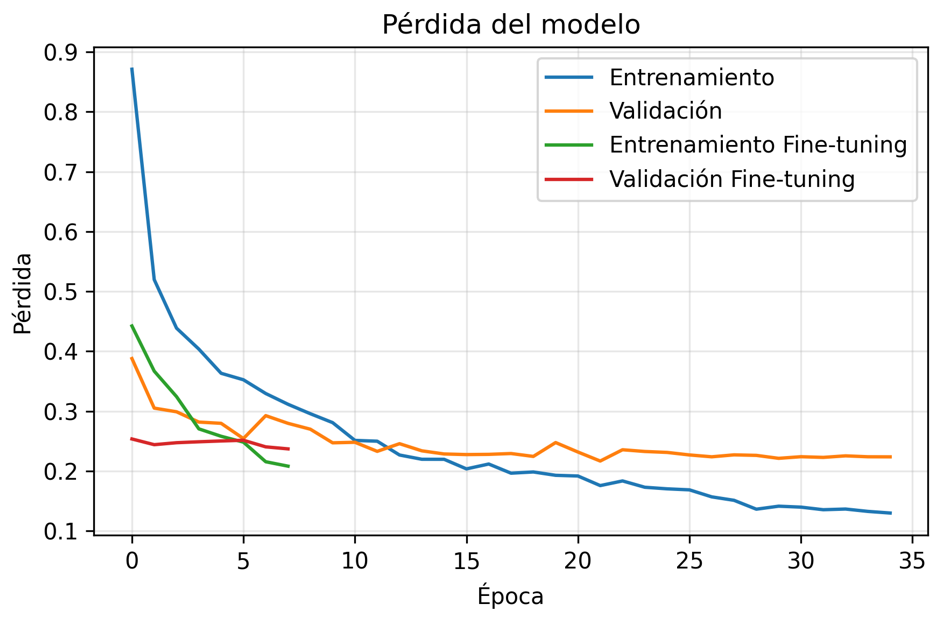 Pérdida del modelo
Entrenamiento
Validación
Entrenamiento Fine-tuning
Validación Fine-tuning
Pérdida
0.9
0.8
0.7
0.6
0.5
0.4
0.3
0.2
0.1
0 5 10 15 20 25 30 35
Época